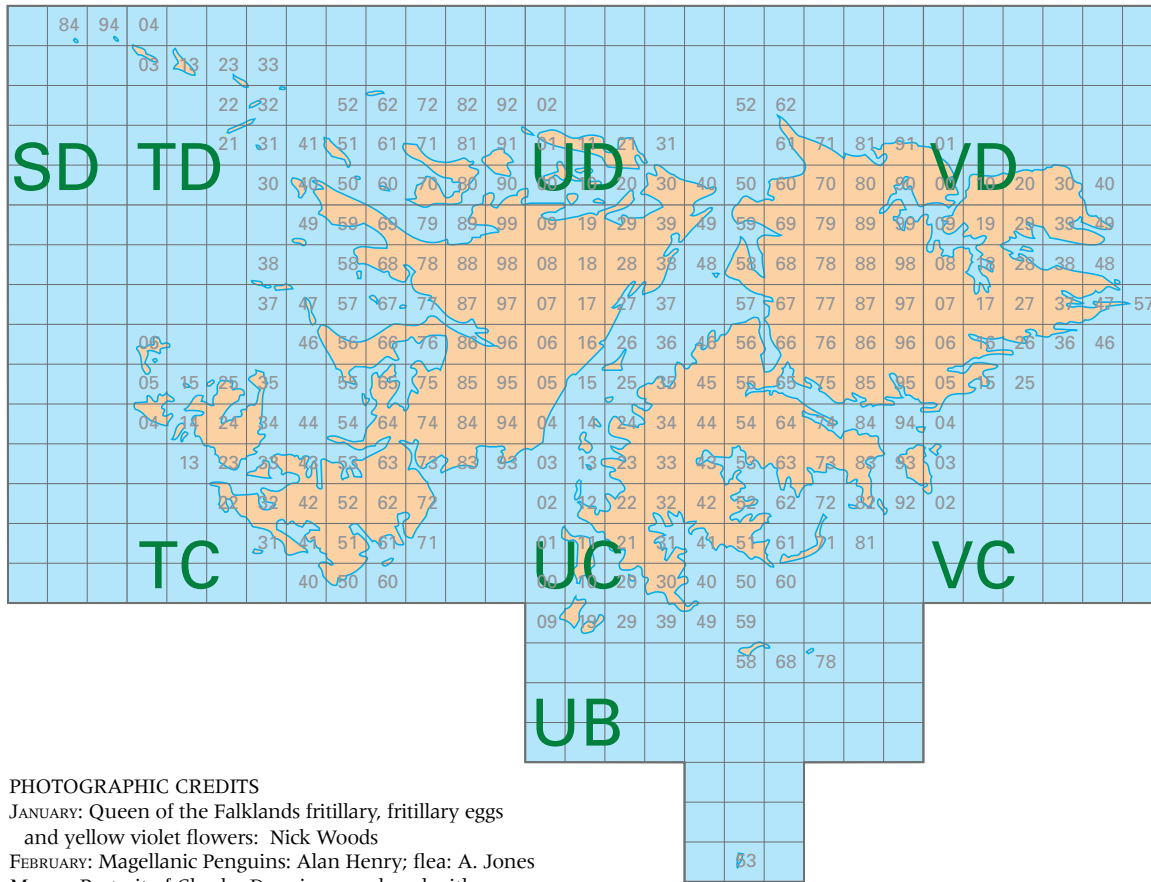 84 94 04
03 13 23 33
22 32 52 62 72 82 92 02 52 62
21 31 41 51 61 71 81 91 01 11 21 31 61 71 81 91 01
SD TD UD VD
30 40 50 60 70 80 90 00 10 20 30 40 50 60 70 80 90 00 10 20 30 40
49 59 69 79 89 99 09 19 29 39 49 59 69 79 89 99 09 19 29 39 49
38 58 68 78 88 98 08 18 28 38 48 58 68 78 88 98 08 18 28 38 48
37 47 57 67 77 87 97 07 17 27 37 57 67 77 87 97 07 17 27 37 47 57
06 46 56 66 76 86 96 06 16 26 36 46 56 66 76 86 96 06 16 26 36 46
05 15 25 35 55 65 75 85 95 05 15 25 35 45 55 65 75 85 95 05 15 25
04 14 24 34 44 54 64 74 84 94 04 14 24 34 44 54 64 74 84 94 04
13 23 33 43 53 63 73 83 93 03 13 23 33 43 53 63 73 83 93 03
22 32 42 52 62 72 02 12 22 32 42 52 62 72 82 92 02
31 41 51 61 71 01 11 21 31 41 51 61 71 81
TC UC VC
40 50 60 00 10 20 30 40 50 60
09 19 29 39 49 59
58 68 78
UB
63
PHOTOGRAPHIC CREDITS
JANUARY: Queen of the Falklands fritillary, fritillary eggs
and yellow violet flowers: Nick Woods
FEBRUARY: Magellanic Penguins: Alan Henry; flea: A. Jones